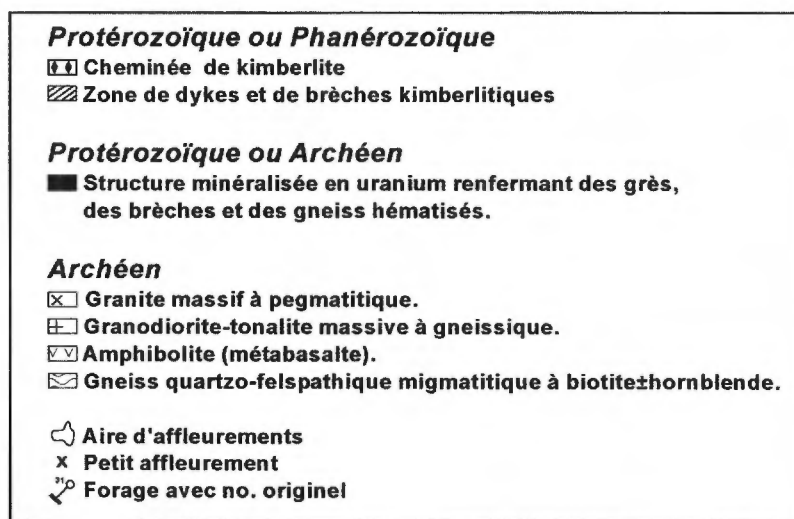 Protérozoïque ou Phanérozoïque
Cheminée de kimberlite
Zone de dykes et de brèches kimberlitiques
Protérozoïque ou Archéen
Structure minéralisée en uranium renfermant des grès,
des brèches et des gneiss hématisés.
Archéen
Granite massif à pegmatitique.
Granodiorite-tonalite massive à gneissique.
Amphibolite (métabasalte).
Gneiss quartzo-felspathique migmatitique à biotite±hornblende.
Aire d'affleurements
x Petit affleurement
Forage avec no. originel